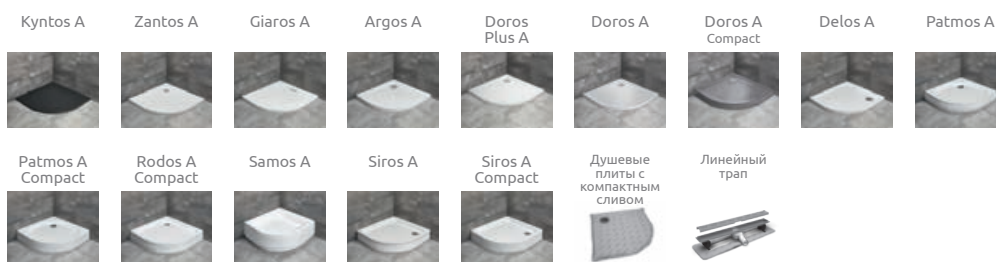 Kyntos A
Zantos A
Giaros A
Argos A
Doros
Plus A
Doros A
Doros A
Compact
Delos A
Patmos A
Patmos A
Compact
Rodos A
Compact
Samos A
Siros A
Siros A
Compact
Душевые
плиты с
компактным
сливом
Линейный
трап